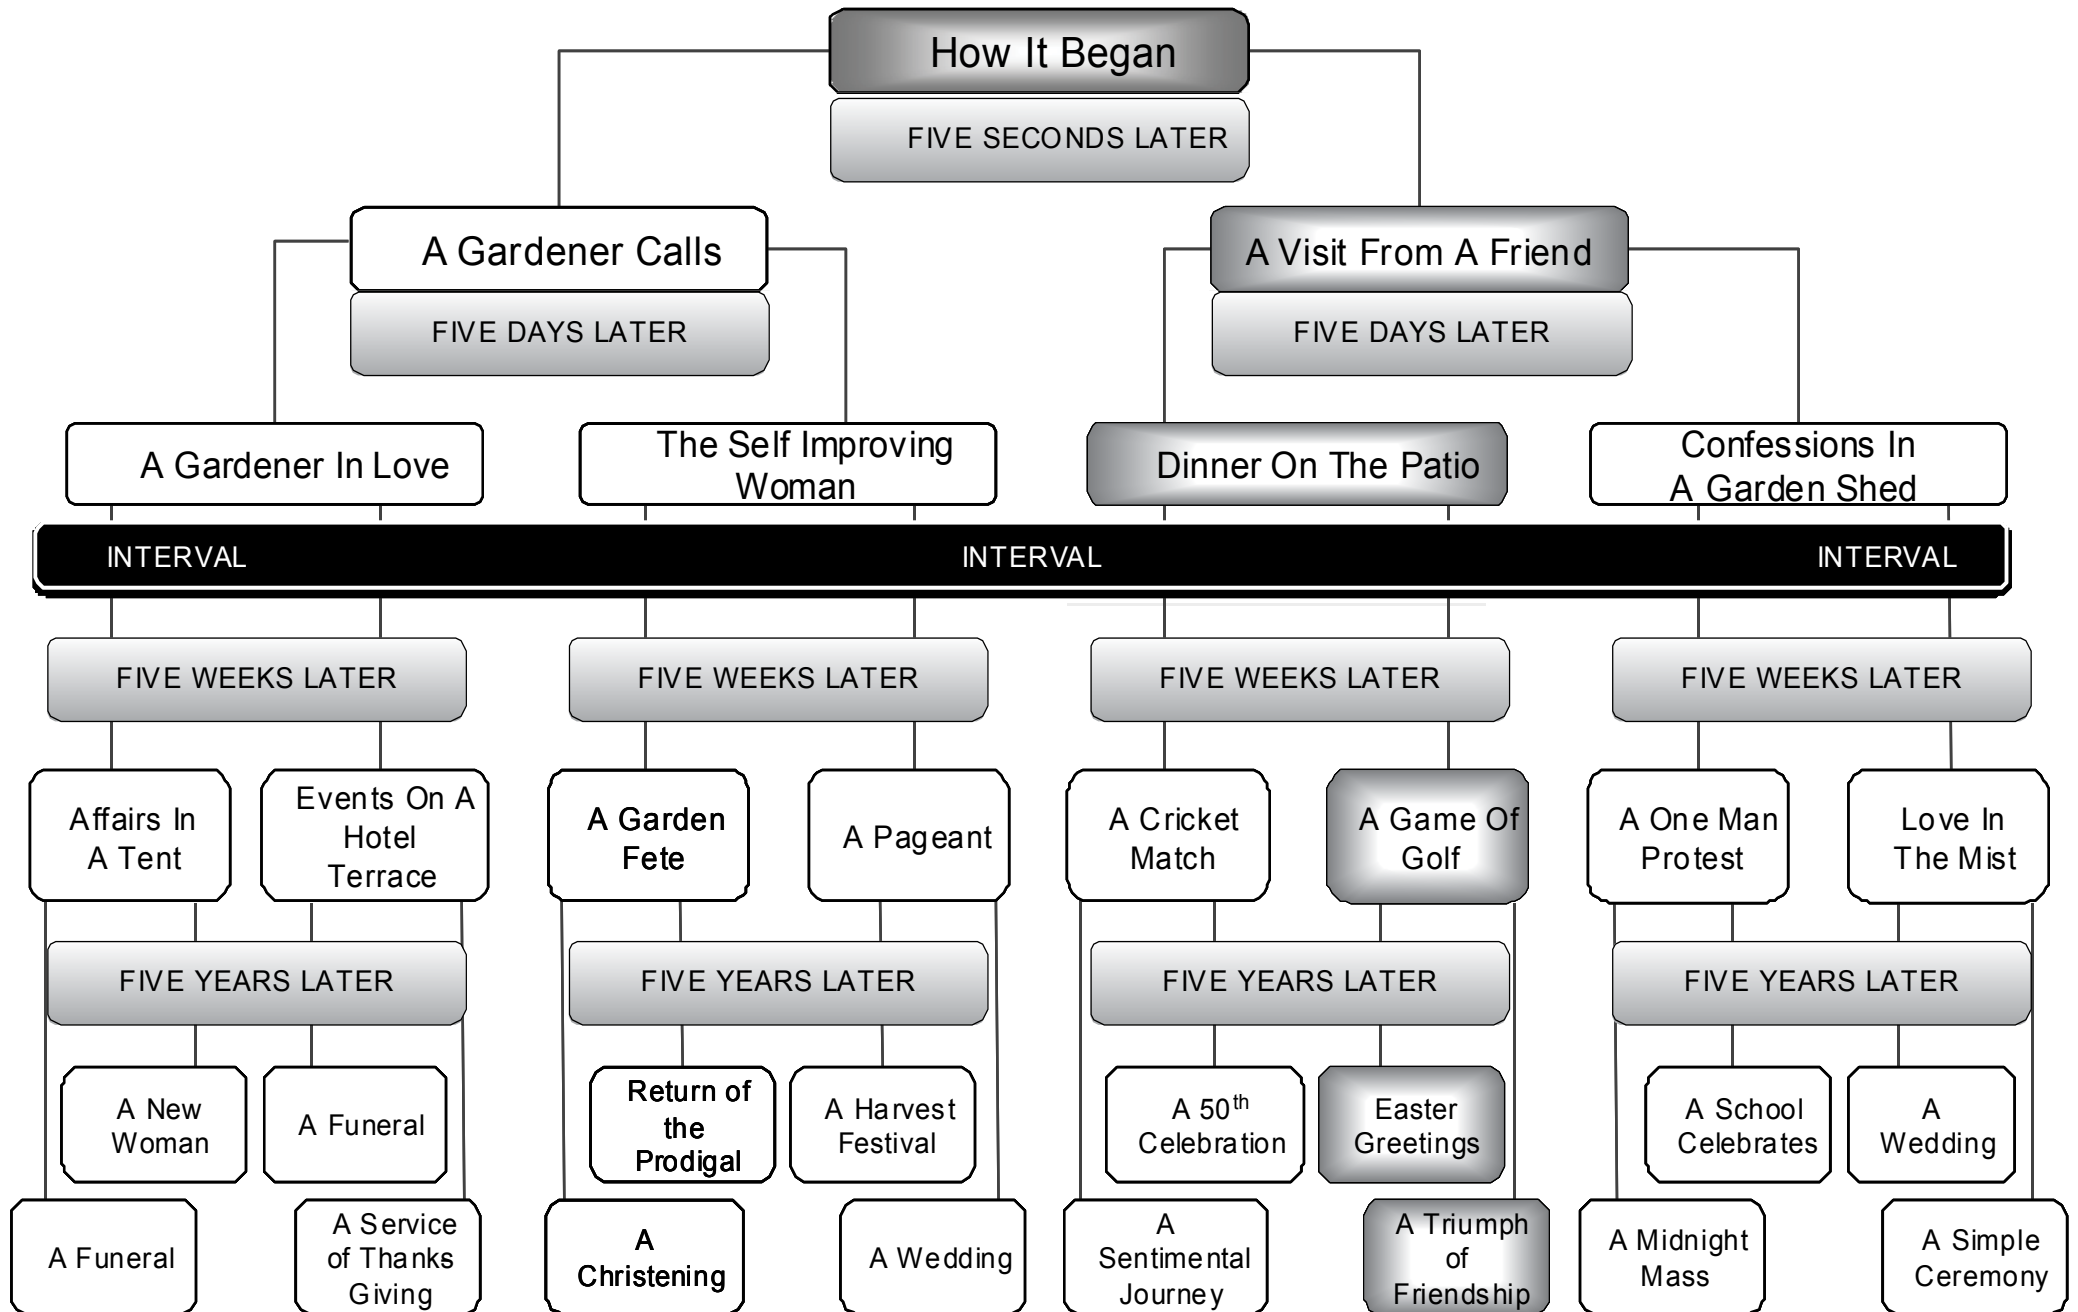 How It Began
FIVE SECONDS LATER
A Gardener Calls
A Visit From A Friend
FIVE DAYS LATER
FIVE DAYS LATER
A Gardener In Love
The Self Improving
Woman
Dinner On The Patio
Confessions In
A Garden Shed
INTERVAL
INTERVAL
INTERVAL
FIVE WEEKS LATER
FIVE WEEKS LATER
FIVE WEEKS LATER
FIVE WEEKS LATER
Affairs In
A Tent
Events On A
Hotel
Terrace
A Garden
Fete
A Pageant
A Cricket
Match
A Game Of
Golf
A One Man
Protest
Love In
The Mist
FIVE YEARS LATER
FIVE YEARS LATER
FIVE YEARS LATER
FIVE YEARS LATER
A New
Woman
A Funeral
Return of
the
Prodigal
A Harvest
Festival
A 50th
Celebration
Easter
Greetings
A School
Celebrates
A
Wedding
A Funeral
A Service
of Thanks
Giving
A
Christening
A Wedding
A
Sentimental
Journey
A Triumph
of
Friendship
A Midnight
Mass
A Simple
Ceremony